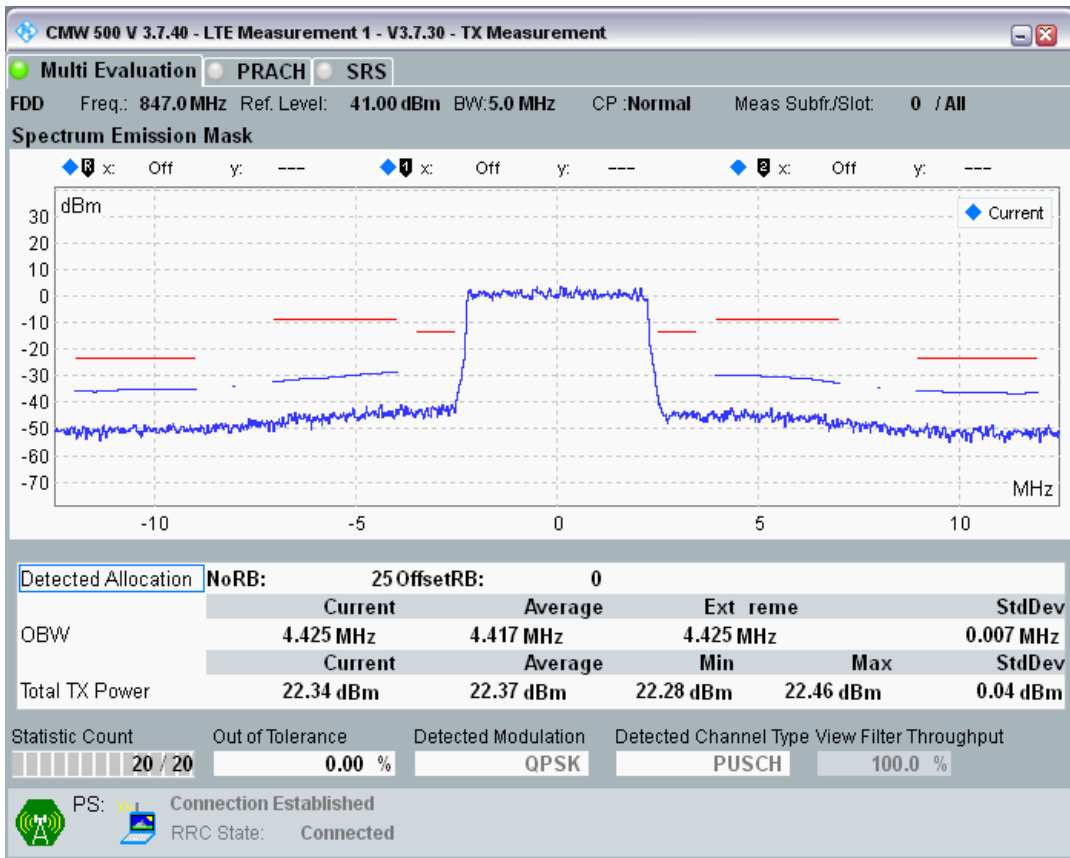 CMW 500 V 3.7.40 - LTE Measurement 1 - V3.7.30 - TX Measurement
Multi Evaluation PRACH SRS
FDD Freq.: 847.0 MHz Ref. Level: 41.00 dBm BW: 5.0 MHz CP : Normal Meas Subfr./Slot: 0 / All
Spectrum Emission Mask
R x: Off y: --- 1 x: Off y: --- 2 x: Off y: ---
dBm
Current
30
20
10
0
-10
-20
-30
-40
-50
-60
-70
MHz
-10 -5 0 5 10
Detected Allocation NoRB: 25 OffsetRB: 0
Current Average Ext reme StdDev
OBW 4.425 MHz 4.417 MHz 4.425 MHz 0.007 MHz
Current Average Min Max StdDev
Total TX Power 22.34 dBm 22.37 dBm 22.28 dBm 22.46 dBm 0.04 dBm
Statistic Count Out of Tolerance Detected Modulation Detected Channel Type View Filter Throughput
20 / 20 0.00 % QPSK PUSCH 100.0 %
PS: Connection Established
RRC State: Connected